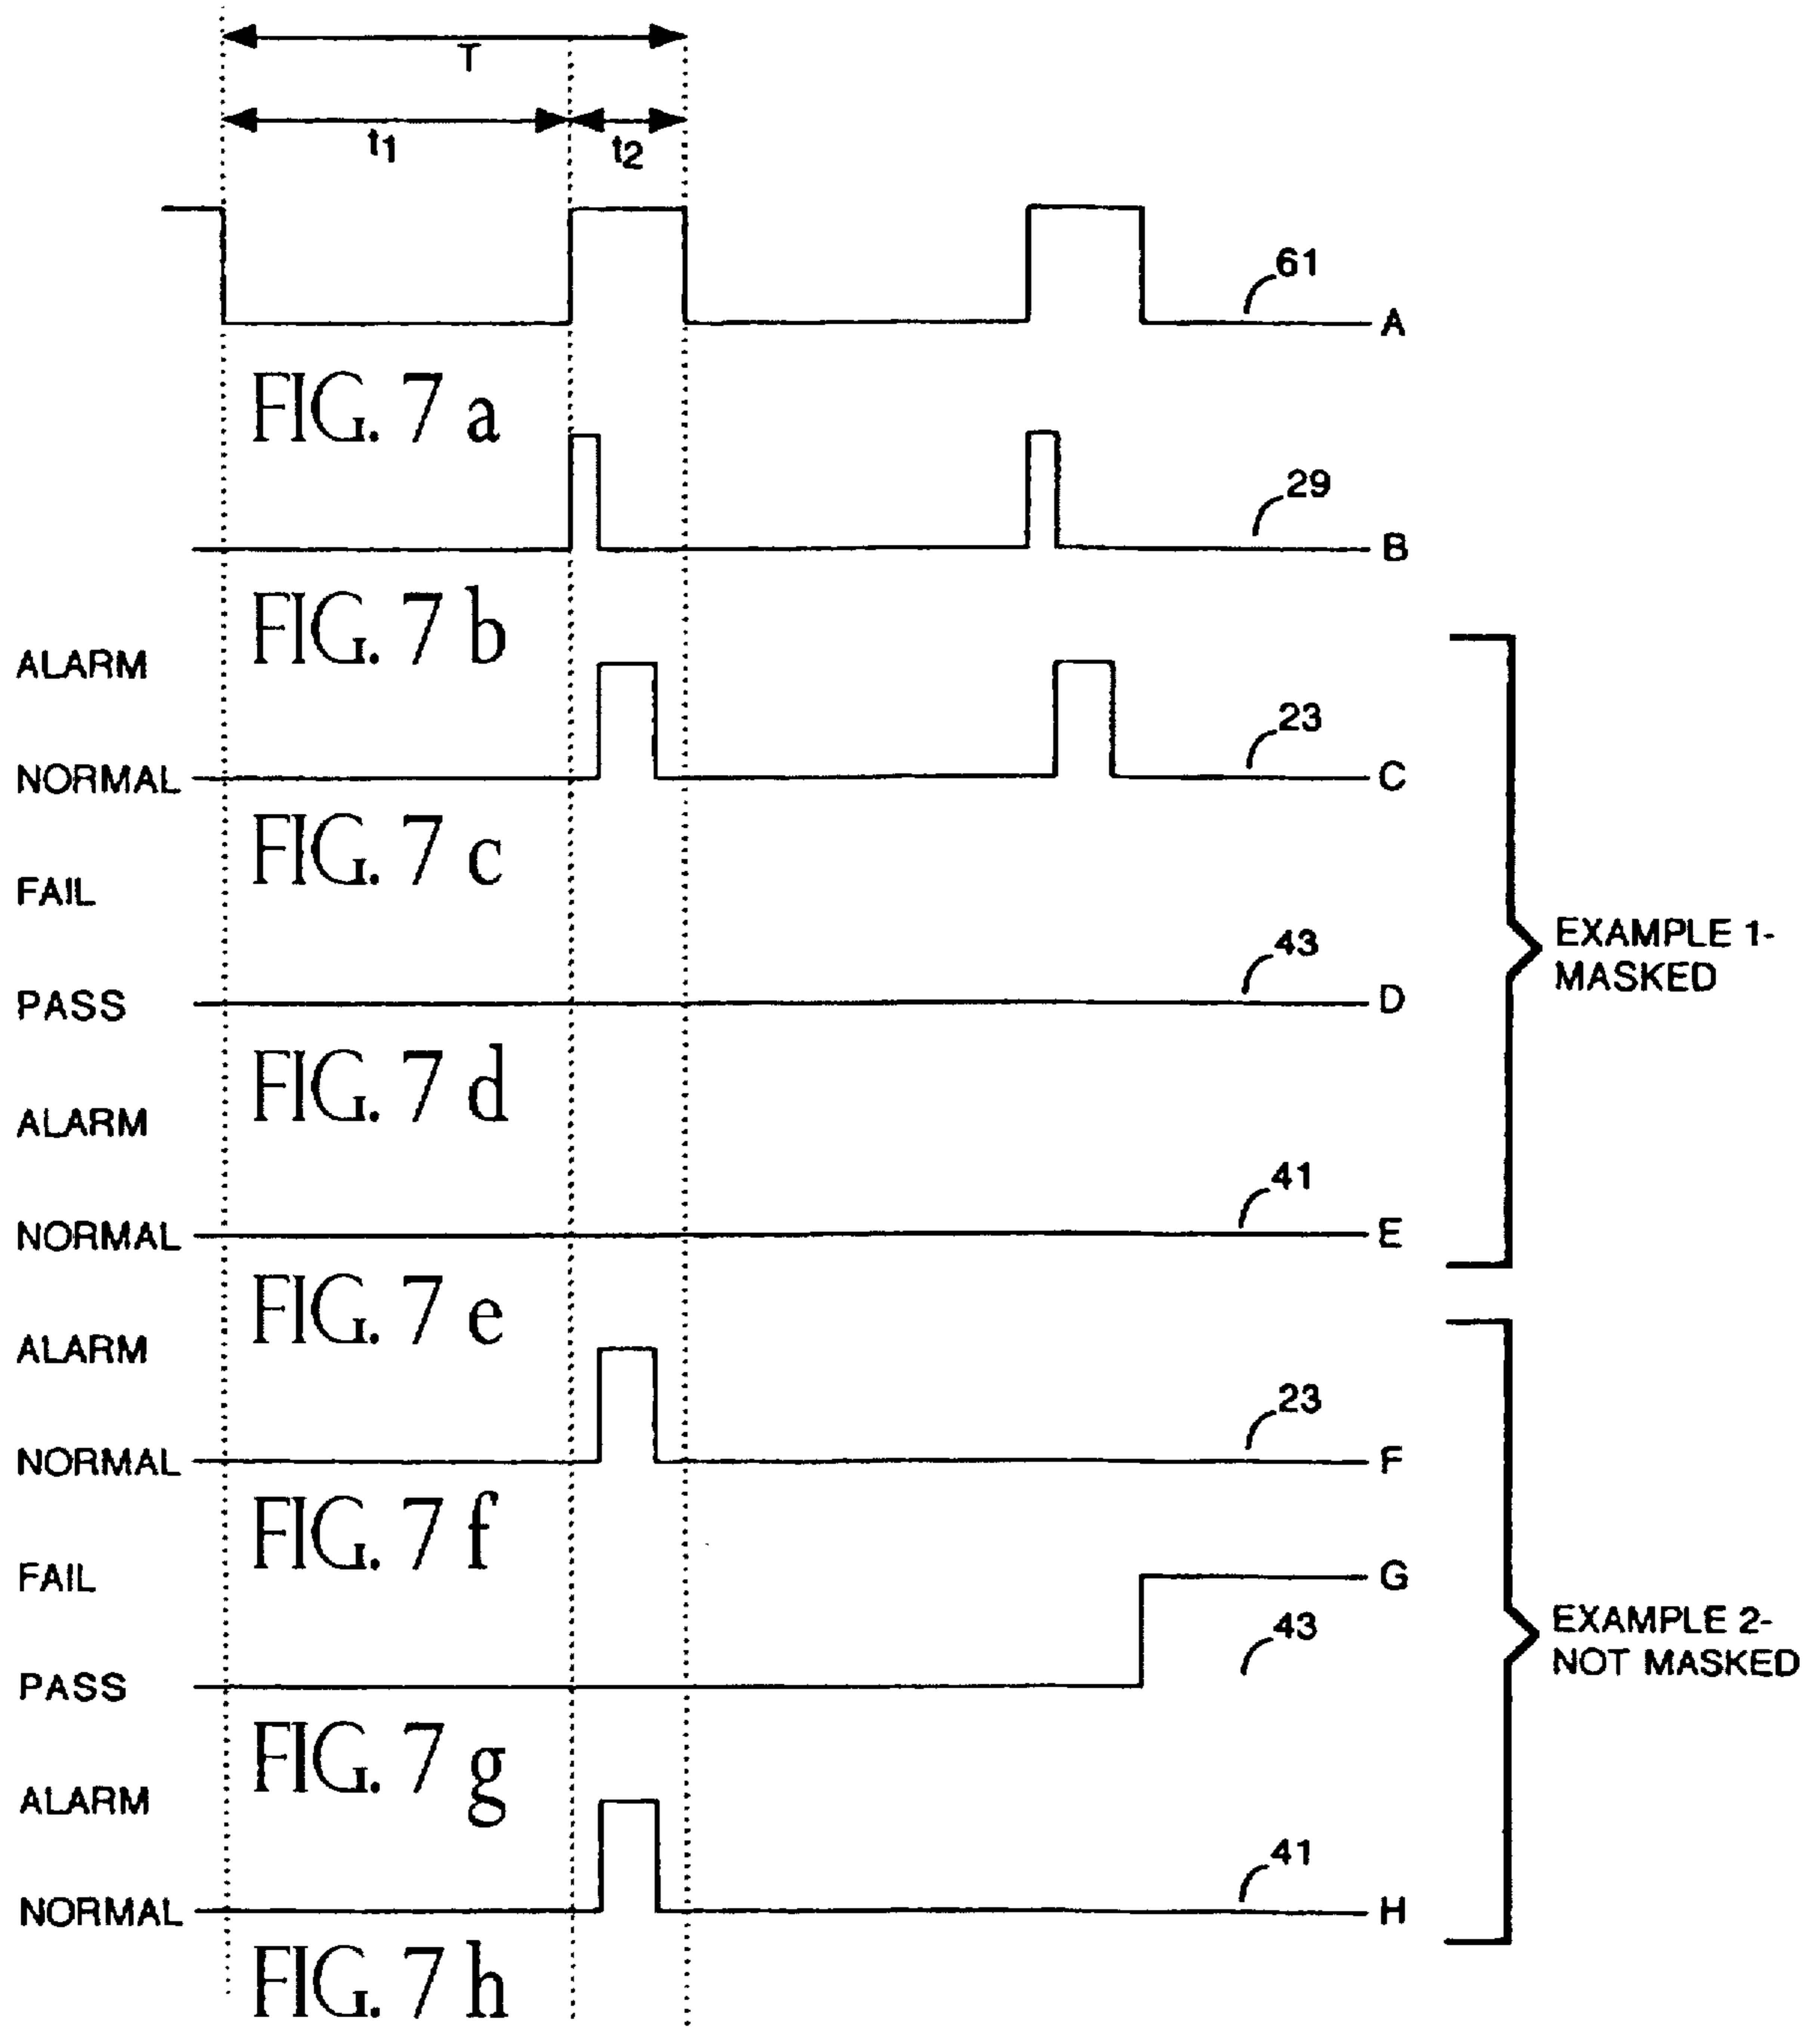 T
t1
t2
61
A
FIG. 7 a
29
B
FIG. 7 b
ALARM
23
NORMAL
C
FIG. 7 c
FAIL
EXAMPLE 1-
MASKED
43
PASS
D
FIG. 7 d
ALARM
41
NORMAL
E
FIG. 7 e
ALARM
23
NORMAL
F
FIG. 7 f
FAIL
G
43
EXAMPLE 2-
NOT MASKED
PASS
FIG. 7 g
ALARM
41
NORMAL
H
FIG. 7 h